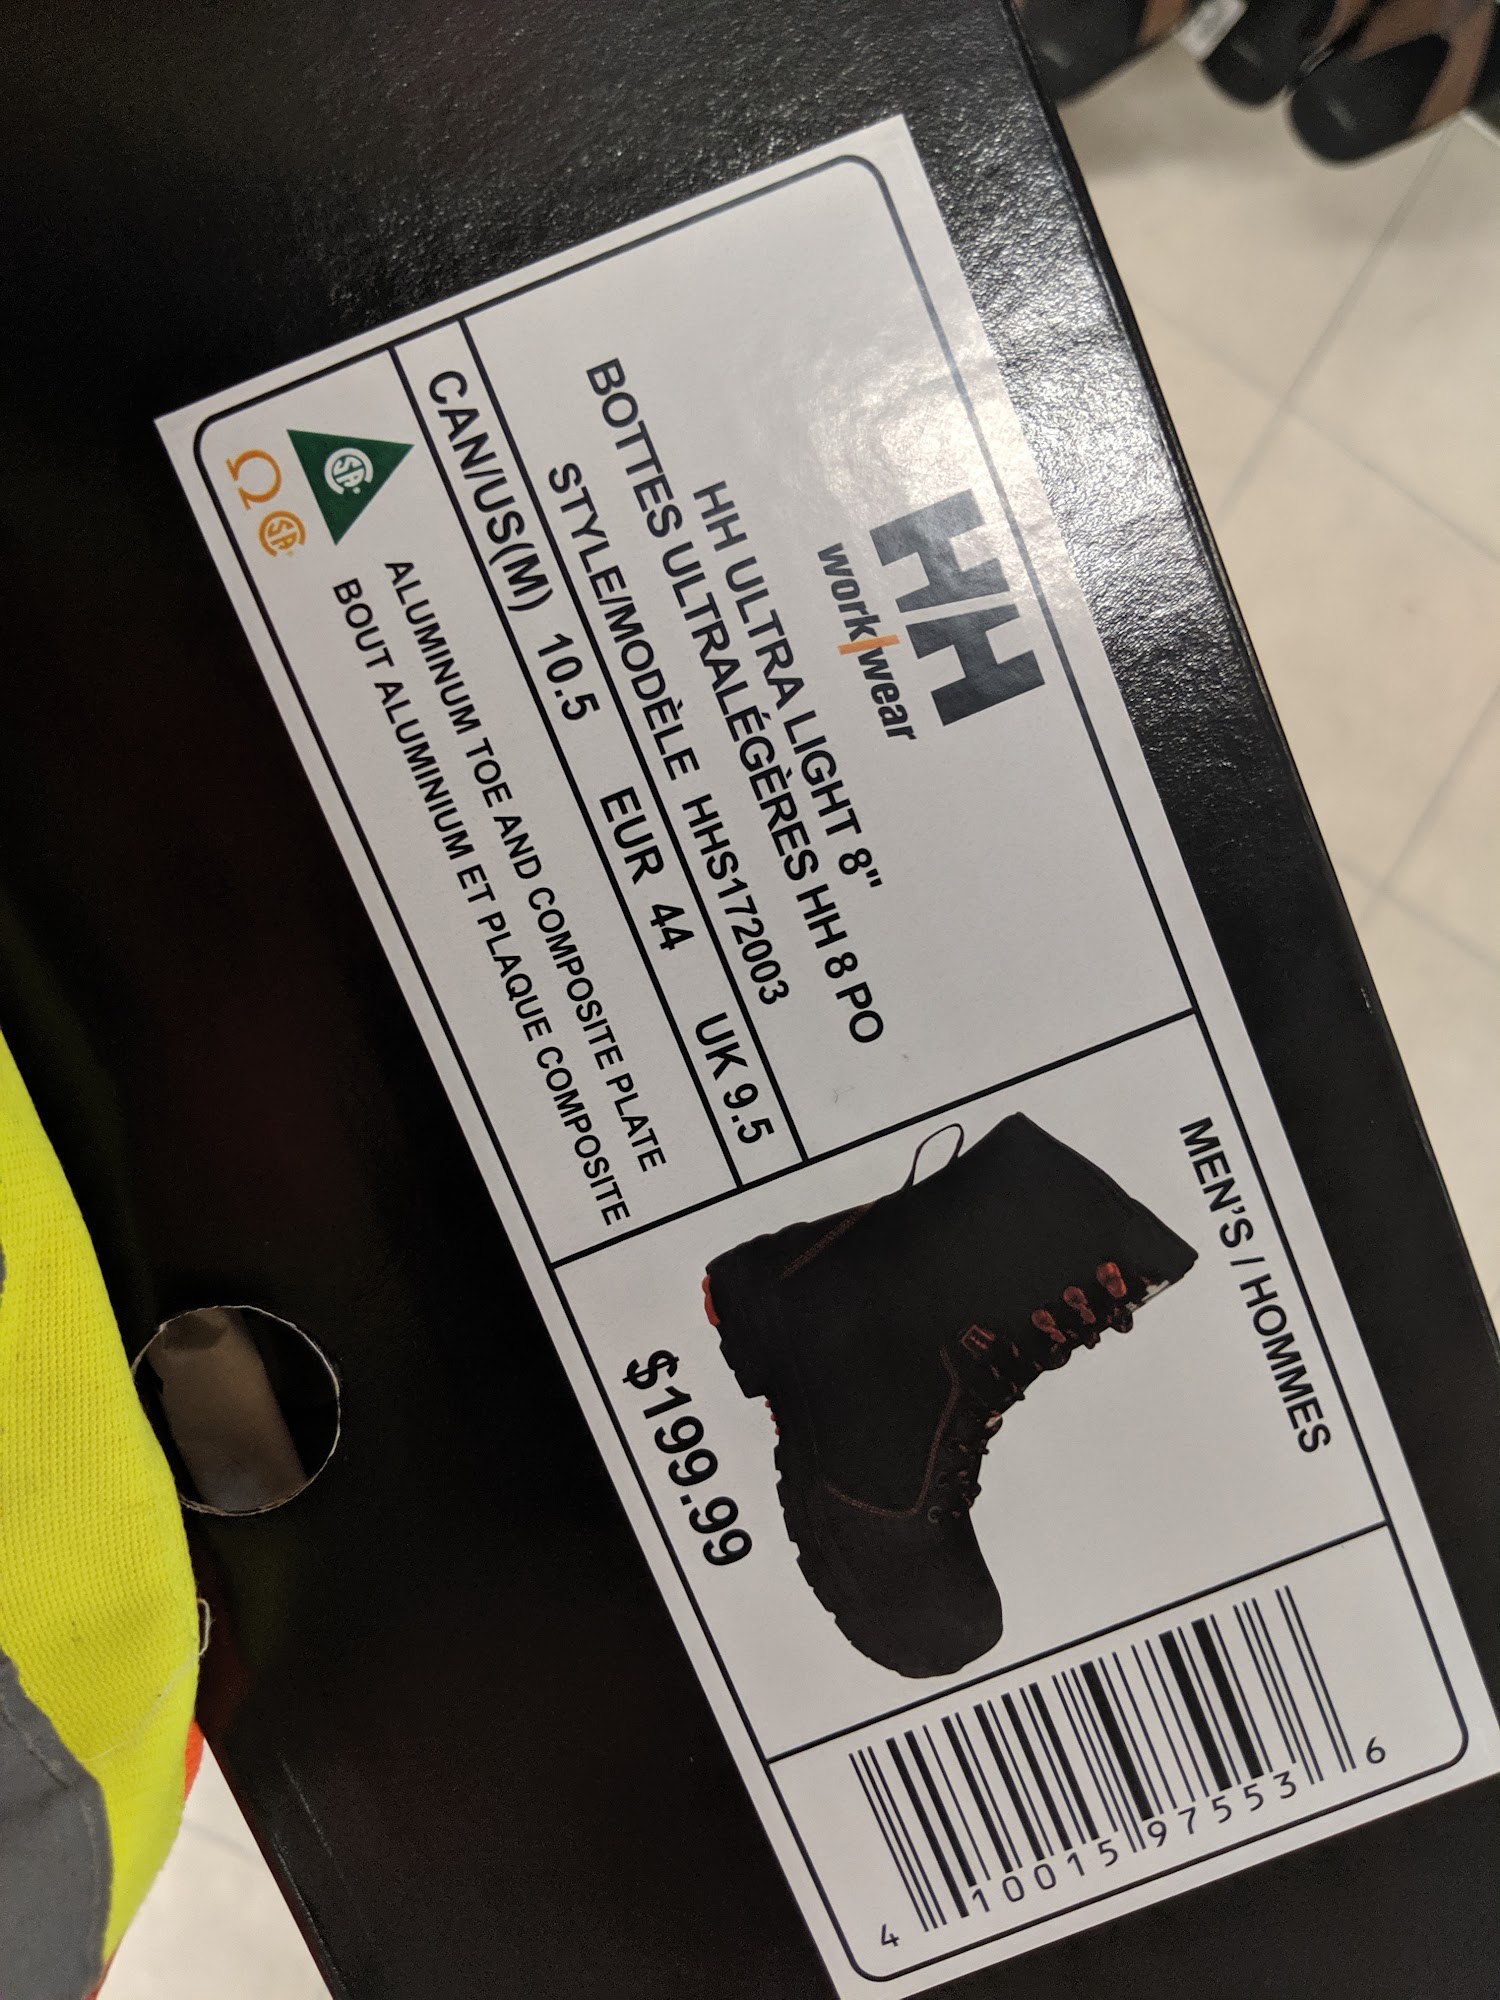 HH
work/wear
HH ULTRA LIGHT 8"
BOTTES ULTRALÉGÈRES HH 8 PO
STYLE/MODÈLE HHS172003
CAN/US(M) 10.5 EUR 44 UK 9.5
ALUMINUM TOE AND COMPOSITE PLATE
BOUT ALUMINIUM ET PLAQUE COMPOSITE
CSA
Ω CSA
MEN'S / HOMMES
$199.99
4 10015 97553 6